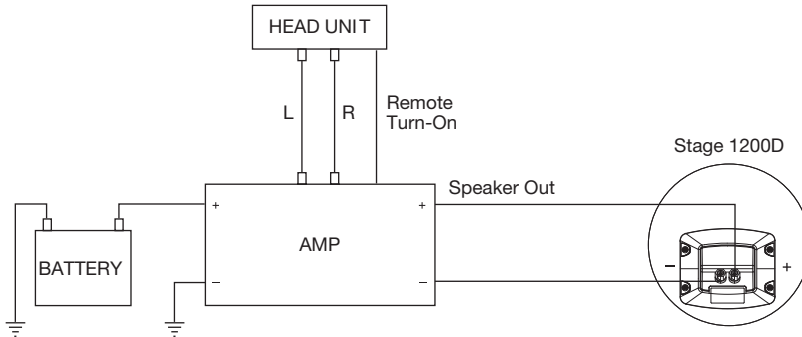 HEAD UNIT
L
R
Remote
Turn-On
Stage 1200D
Speaker Out
+
+
AMP
BATTERY
–
+
–
–